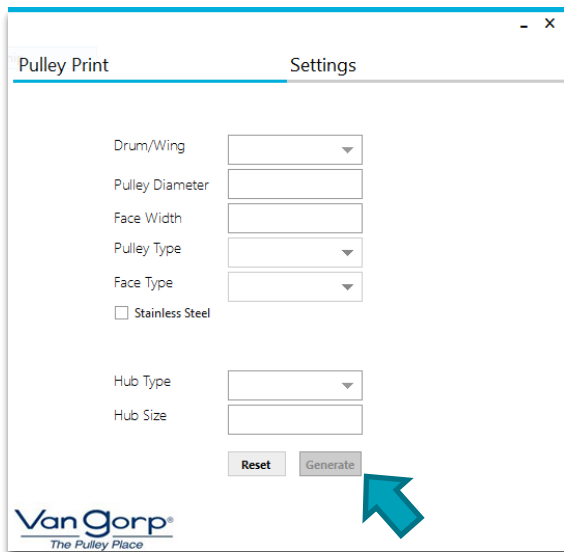 Pulley Print Settings
Drum/Wing
Pulley Diameter
Face Width
Pulley Type
Face Type
Stainless Steel
Hub Type
Hub Size
Reset Generate
Van Gorp®
The Pulley Place